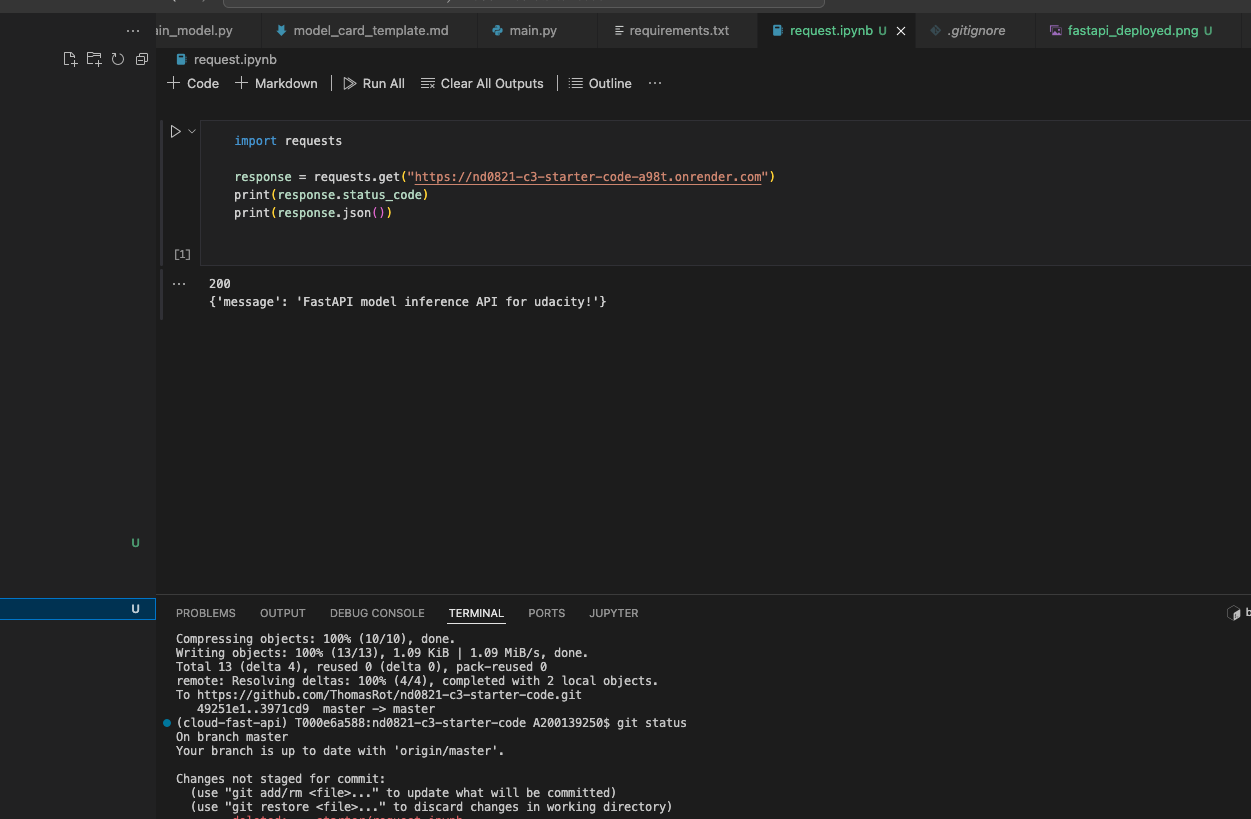 ain_model.py
model_card_template.md
main.py
requirements.txt
request.ipynb U
.gitignore
fastapi_deployed.png U
request.ipynb
+ Code + Markdown | Run All Clear All Outputs | Outline ...
import requests
response = requests.get("https://nd0821-c3-starter-code-a98t.onrender.com")
print(response.status_code)
print(response.json())
[1]
200
{'message': 'FastAPI model inference API for udacity!'}
U
U
PROBLEMS OUTPUT DEBUG CONSOLE TERMINAL PORTS JUPYTER
b
Compressing objects: 100% (10/10), done.
Writing objects: 100% (13/13), 1.09 KiB | 1.09 MiB/s, done.
Total 13 (delta 4), reused 0 (delta 0), pack-reused 0
remote: Resolving deltas: 100% (4/4), completed with 2 local objects.
To https://github.com/ThomasRot/nd0821-c3-starter-code.git
49251e1..3971cd9 master -> master
(cloud-fast-api) T000e6a588:nd0821-c3-starter-code A200139250$ git status
On branch master
Your branch is up to date with 'origin/master'.
Changes not staged for commit:
(use "git add/rm <file>..." to update what will be committed)
(use "git restore <file>..." to discard changes in working directory)